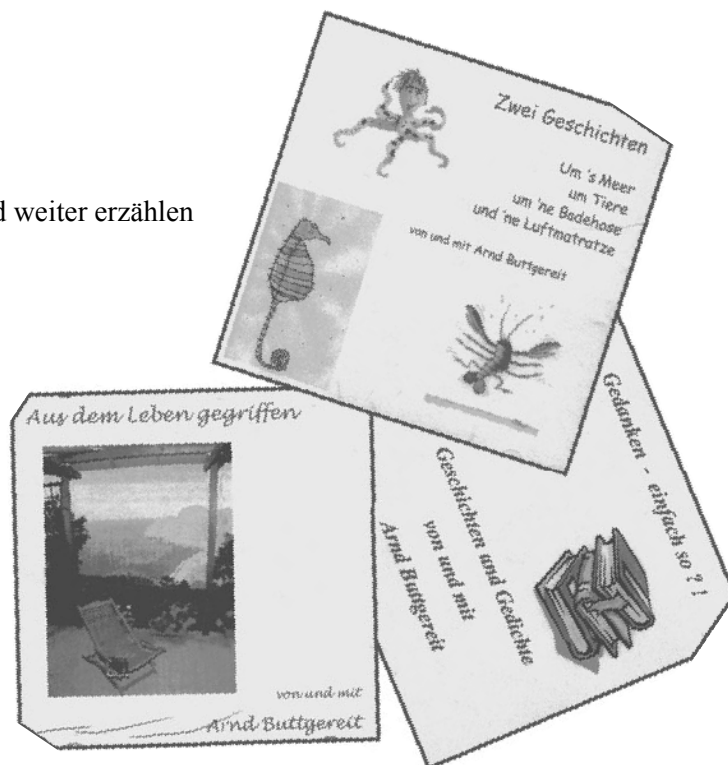 d weiter erzählen
Zwei Geschichten
Um 's Meer
um Tiere
um 'ne Badehose
und 'ne Luftmatratze
von und mit Arnd Buttgereit
Aus dem Leben gegriffen
von und mit
Arnd Buttgereit
Gedanken - einfach so ? !
Geschichten und Gedichte
von und mit
Arnd Buttgereit